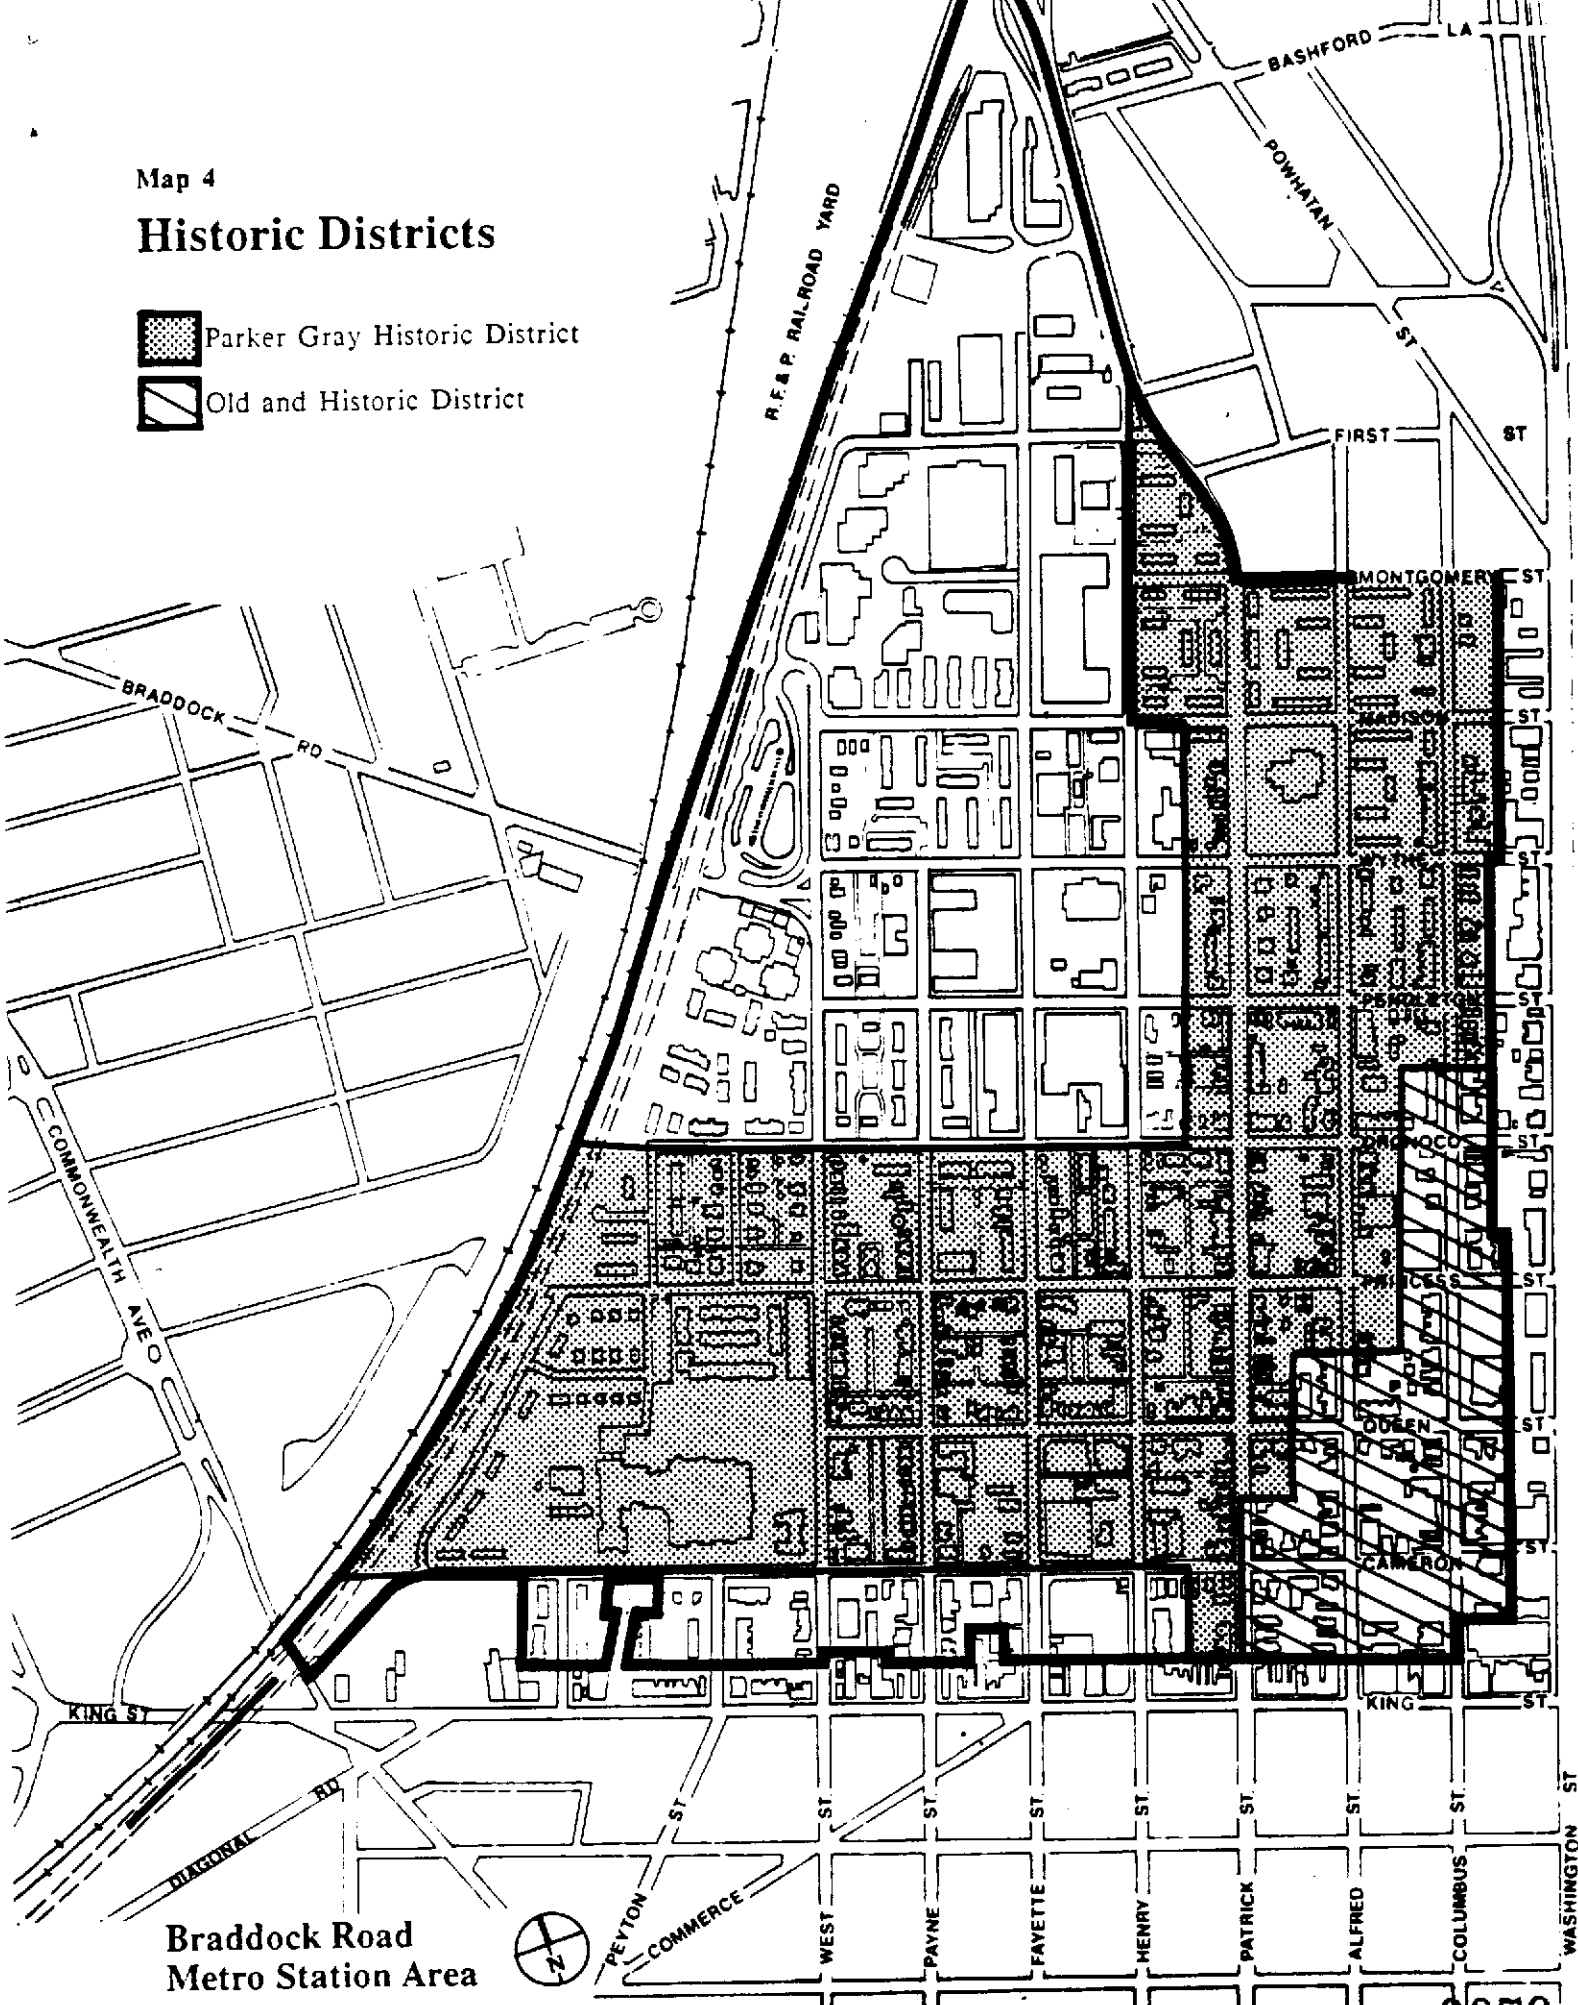 Map 4
Historic Districts
Parker Gray Historic District
Old and Historic District
BASHFORD LA
POWHATAN ST
R.F.& P. RAILROAD YARD
FIRST ST
MONTGOMERY ST
BRADDOCK RD
MADISON ST
WYTHE ST
PENDLETON ST
COMMONWEALTH AVE
ORONOCO ST
PRINCESS ST
QUEEN ST
CAMERON ST
KING ST
KING ST
DIAGONAL RD
PEYTON ST
COMMERCE
WEST ST.
PAYNE ST.
FAYETTE ST.
HENRY ST.
PATRICK ST.
ALFRED ST.
COLUMBUS ST.
WASHINGTON ST
Braddock Road
Metro Station Area
N